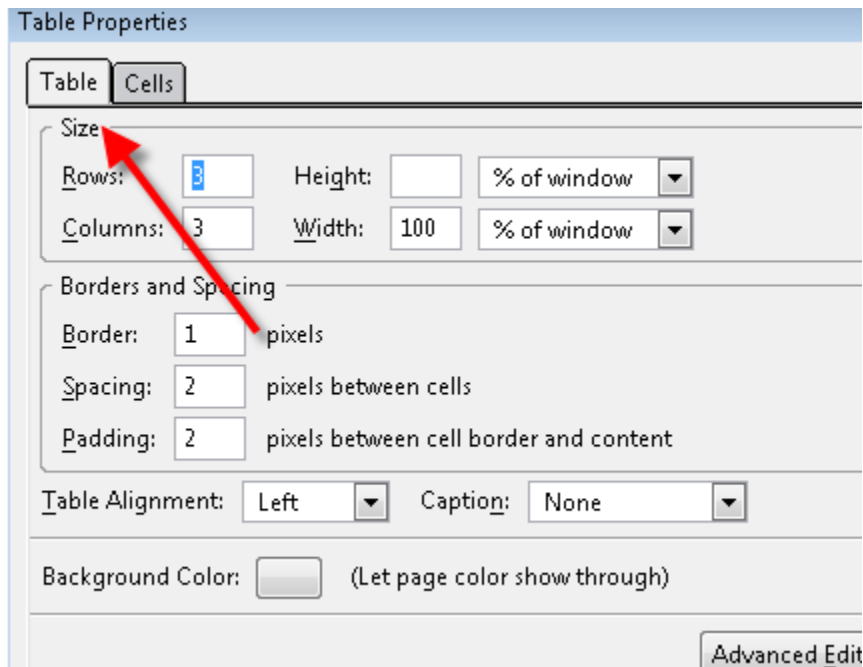 Table Properties
Table Cells
Size
Rows: 3 Height: % of window
Columns: 3 Width: 100 % of window
Borders and Spacing
Border: 1 pixels
Spacing: 2 pixels between cells
Padding: 2 pixels between cell border and content
Table Alignment: Left Caption: None
Background Color: (Let page color show through)
Advanced Edit